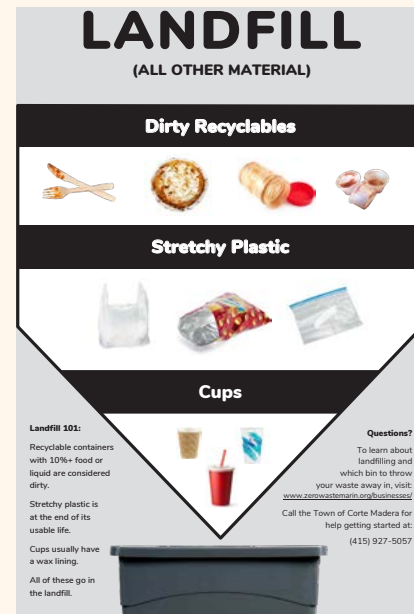 LANDFILL
(ALL OTHER MATERIAL)
Dirty Recyclables
Stretchy Plastic
Cups
Landfill 101:
Recyclable containers
with 10%+ food or
liquid are considered
dirty.
Stretchy plastic is
at the end of its
usable life.
Cups usually have
a wax lining.
All of these go in
the landfill.
Questions?
To learn about
landfilling and
which bin to throw
your waste away in, visit:
www.zerowastemarin.org/businesses/
Call the Town of Corte Madera for
help getting started at:
(415) 927-5057